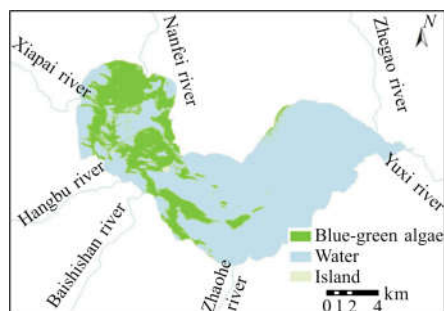 Xiapai river
Nanfei river
Zhegao river
N
Hangbu river
Yuxi river
Baishishan river
Zhaohe
river
Blue-green algae
Water
Island
0 1 2 4 km